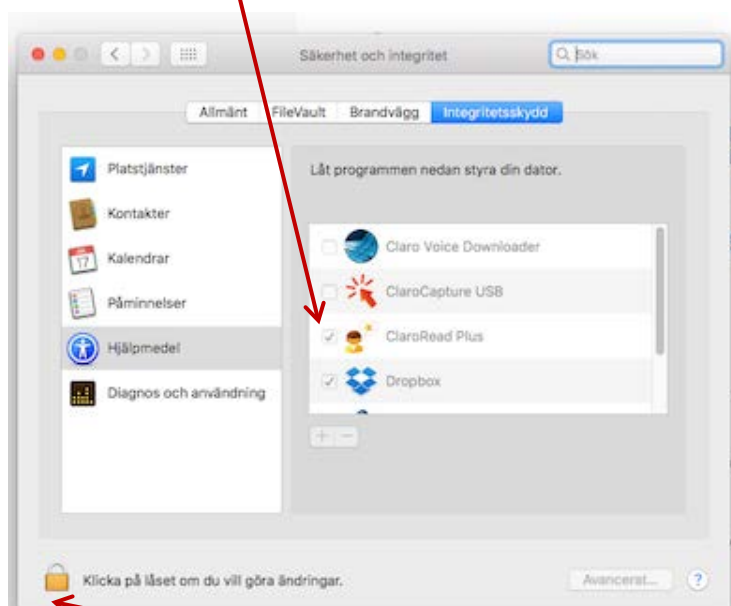 Säkerhet och integritet
Sök
Allmänt FileVault Brandvägg Integritetsskydd
Platstjänster
Kontakter
17
Kalendrar
Påminnelser
Hjälpmedel
Diagnos och användning
Låt programmen nedan styra din dator.
Claro Voice Downloader
ClaroCapture USB
ClaroRead Plus
Dropbox
+ −
Klicka på låset om du vill göra ändringar.
Avancerat... ?